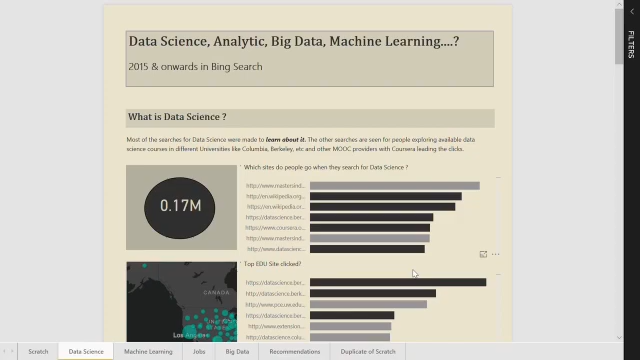 Data Science, Analytic, Big Data, Machine Learning....?
2015 & onwards in Bing Search
FILTERS
What is Data Science ?
Most of the searches for Data Science were made to learn about it. The other searches are seen for people exploring available data
science courses in different Universities like Columbia, Berkeley, etc and other MOOC providers with Coursera leading the clicks.
Which sites do people go when they search for Data Science ?
0.17M
http://www.mastersind...
http://en.wikipedia.org...
https://en.wikipedia.or...
https://datascience.ber...
http://www.coursera.o...
http://www.mastersind...
http://www.datascienc...
Top EDU Site clicked?
CANADA
Los Angeles
https://datascience.ber...
http://datascience.berk...
http://www.pce.uw.edu...
http://datascience.ber...
http://www.extension...
http://datascience.colu...
Scratch
Data Science
Machine Learning
Jobs
Big Data
Recommendations
Duplicate of Scratch